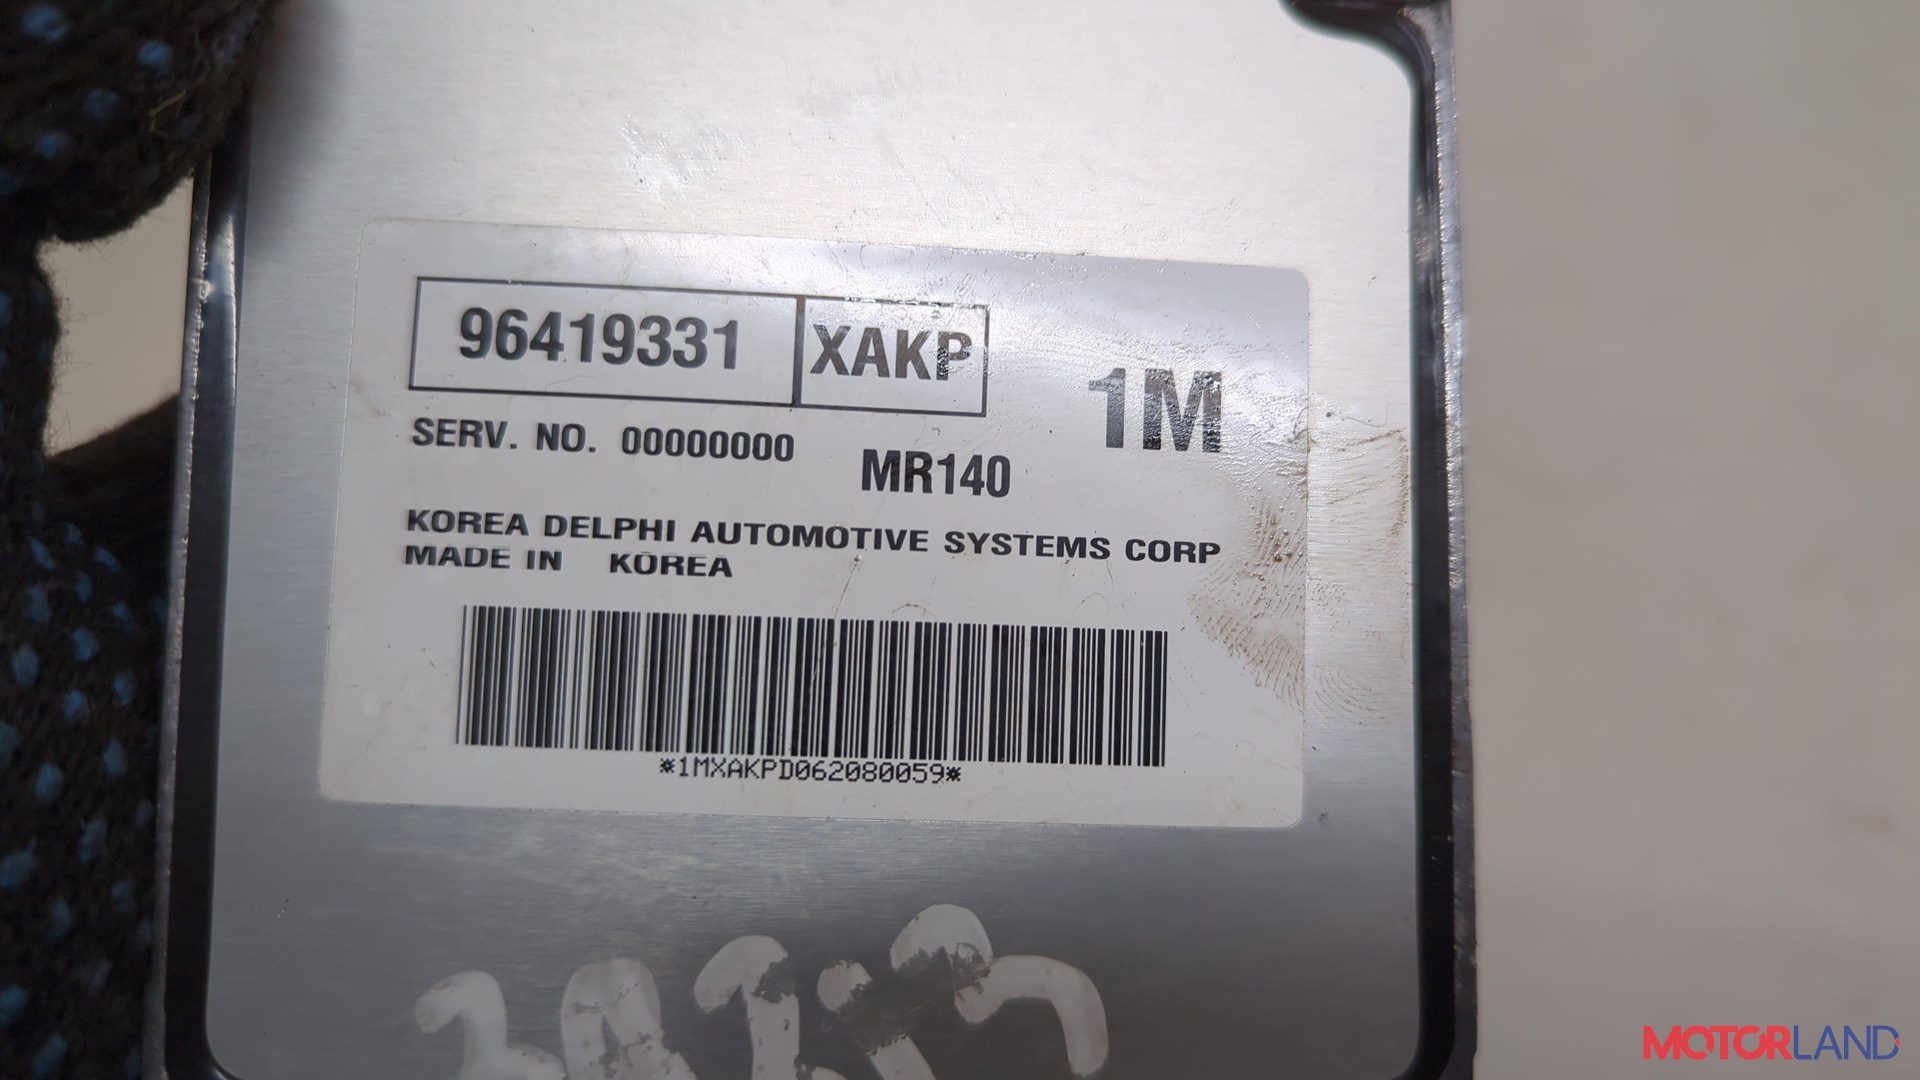 96419331 XAKP
1M
SERV. NO. 00000000
MR140
KOREA DELPHI AUTOMOTIVE SYSTEMS CORP
MADE IN KOREA
*1MXAKPD062080059*
MOTORLAND